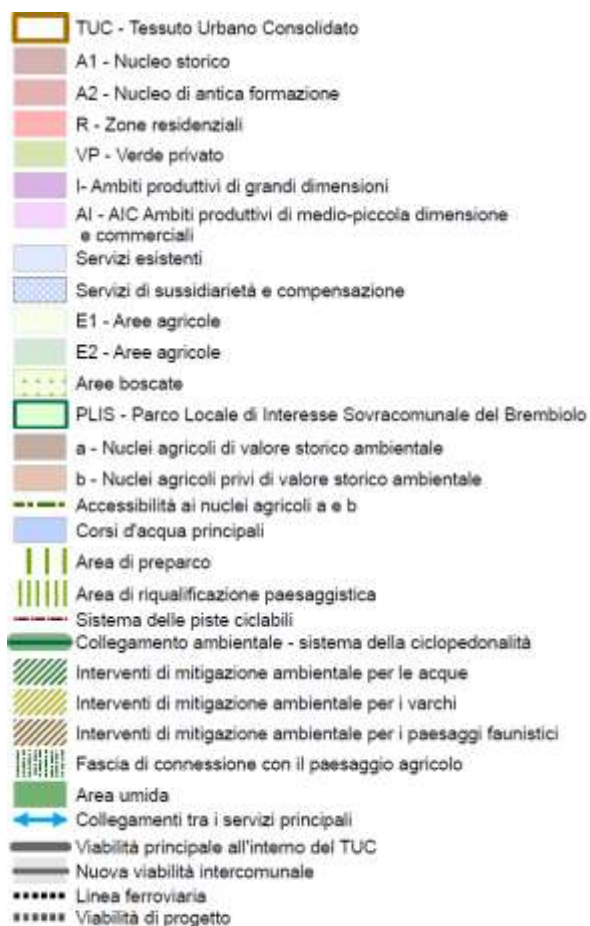 TUC - Tessuto Urbano Consolidato
A1 - Nucleo storico
A2 - Nucleo di antica formazione
R - Zone residenziali
VP - Verde privato
I- Ambiti produttivi di grandi dimensioni
AI - AIC Ambiti produttivi di medio-piccola dimensione
e commerciali
Servizi esistenti
Servizi di sussidiarietà e compensazione
E1 - Aree agricole
E2 - Aree agricole
Aree boscate
PLIS - Parco Locale di Interesse Sovracomunale del Brembiolo
a - Nuclei agricoli di valore storico ambientale
b - Nuclei agricoli privi di valore storico ambientale
Accessibilità ai nuclei agricoli a e b
Corsi d'acqua principali
Area di preparco
Area di riqualificazione paesaggistica
Sistema delle piste ciclabili
Collegamento ambientale - sistema della ciclopedonalità
Interventi di mitigazione ambientale per le acque
Interventi di mitigazione ambientale per i varchi
Interventi di mitigazione ambientale per i paesaggi faunistici
Fascia di connessione con il paesaggio agricolo
Area umida
Collegamenti tra i servizi principali
Viabilità principale all'interno del TUC
Nuova viabilità intercomunale
Linea ferroviaria
Viabilità di progetto